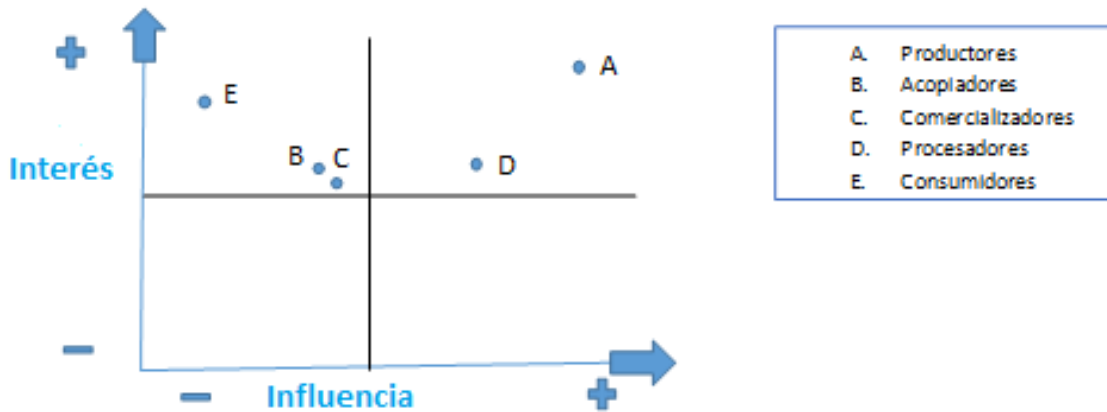 A
E
B
C
D
Interés
Influencia
A. Productores
B. Acopiadores
C. Comercializadores
D. Procesadores
E. Consumidores